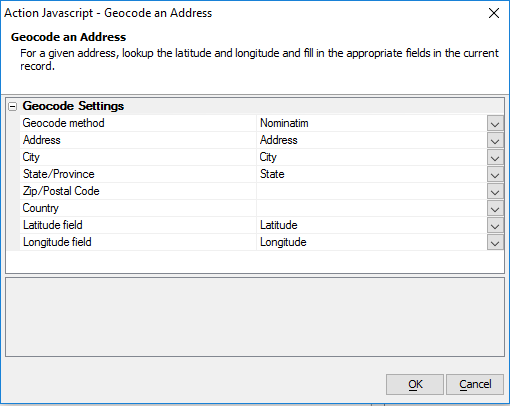 Action Javascript - Geocode an Address
Geocode an Address
For a given address, lookup the latitude and longitude and fill in the appropriate fields in the current
record.
Geocode Settings
Geocode method Nominatim
Address Address
City City
State/Province State
Zip/Postal Code
Country
Latitude field Latitude
Longitude field Longitude
OK Cancel